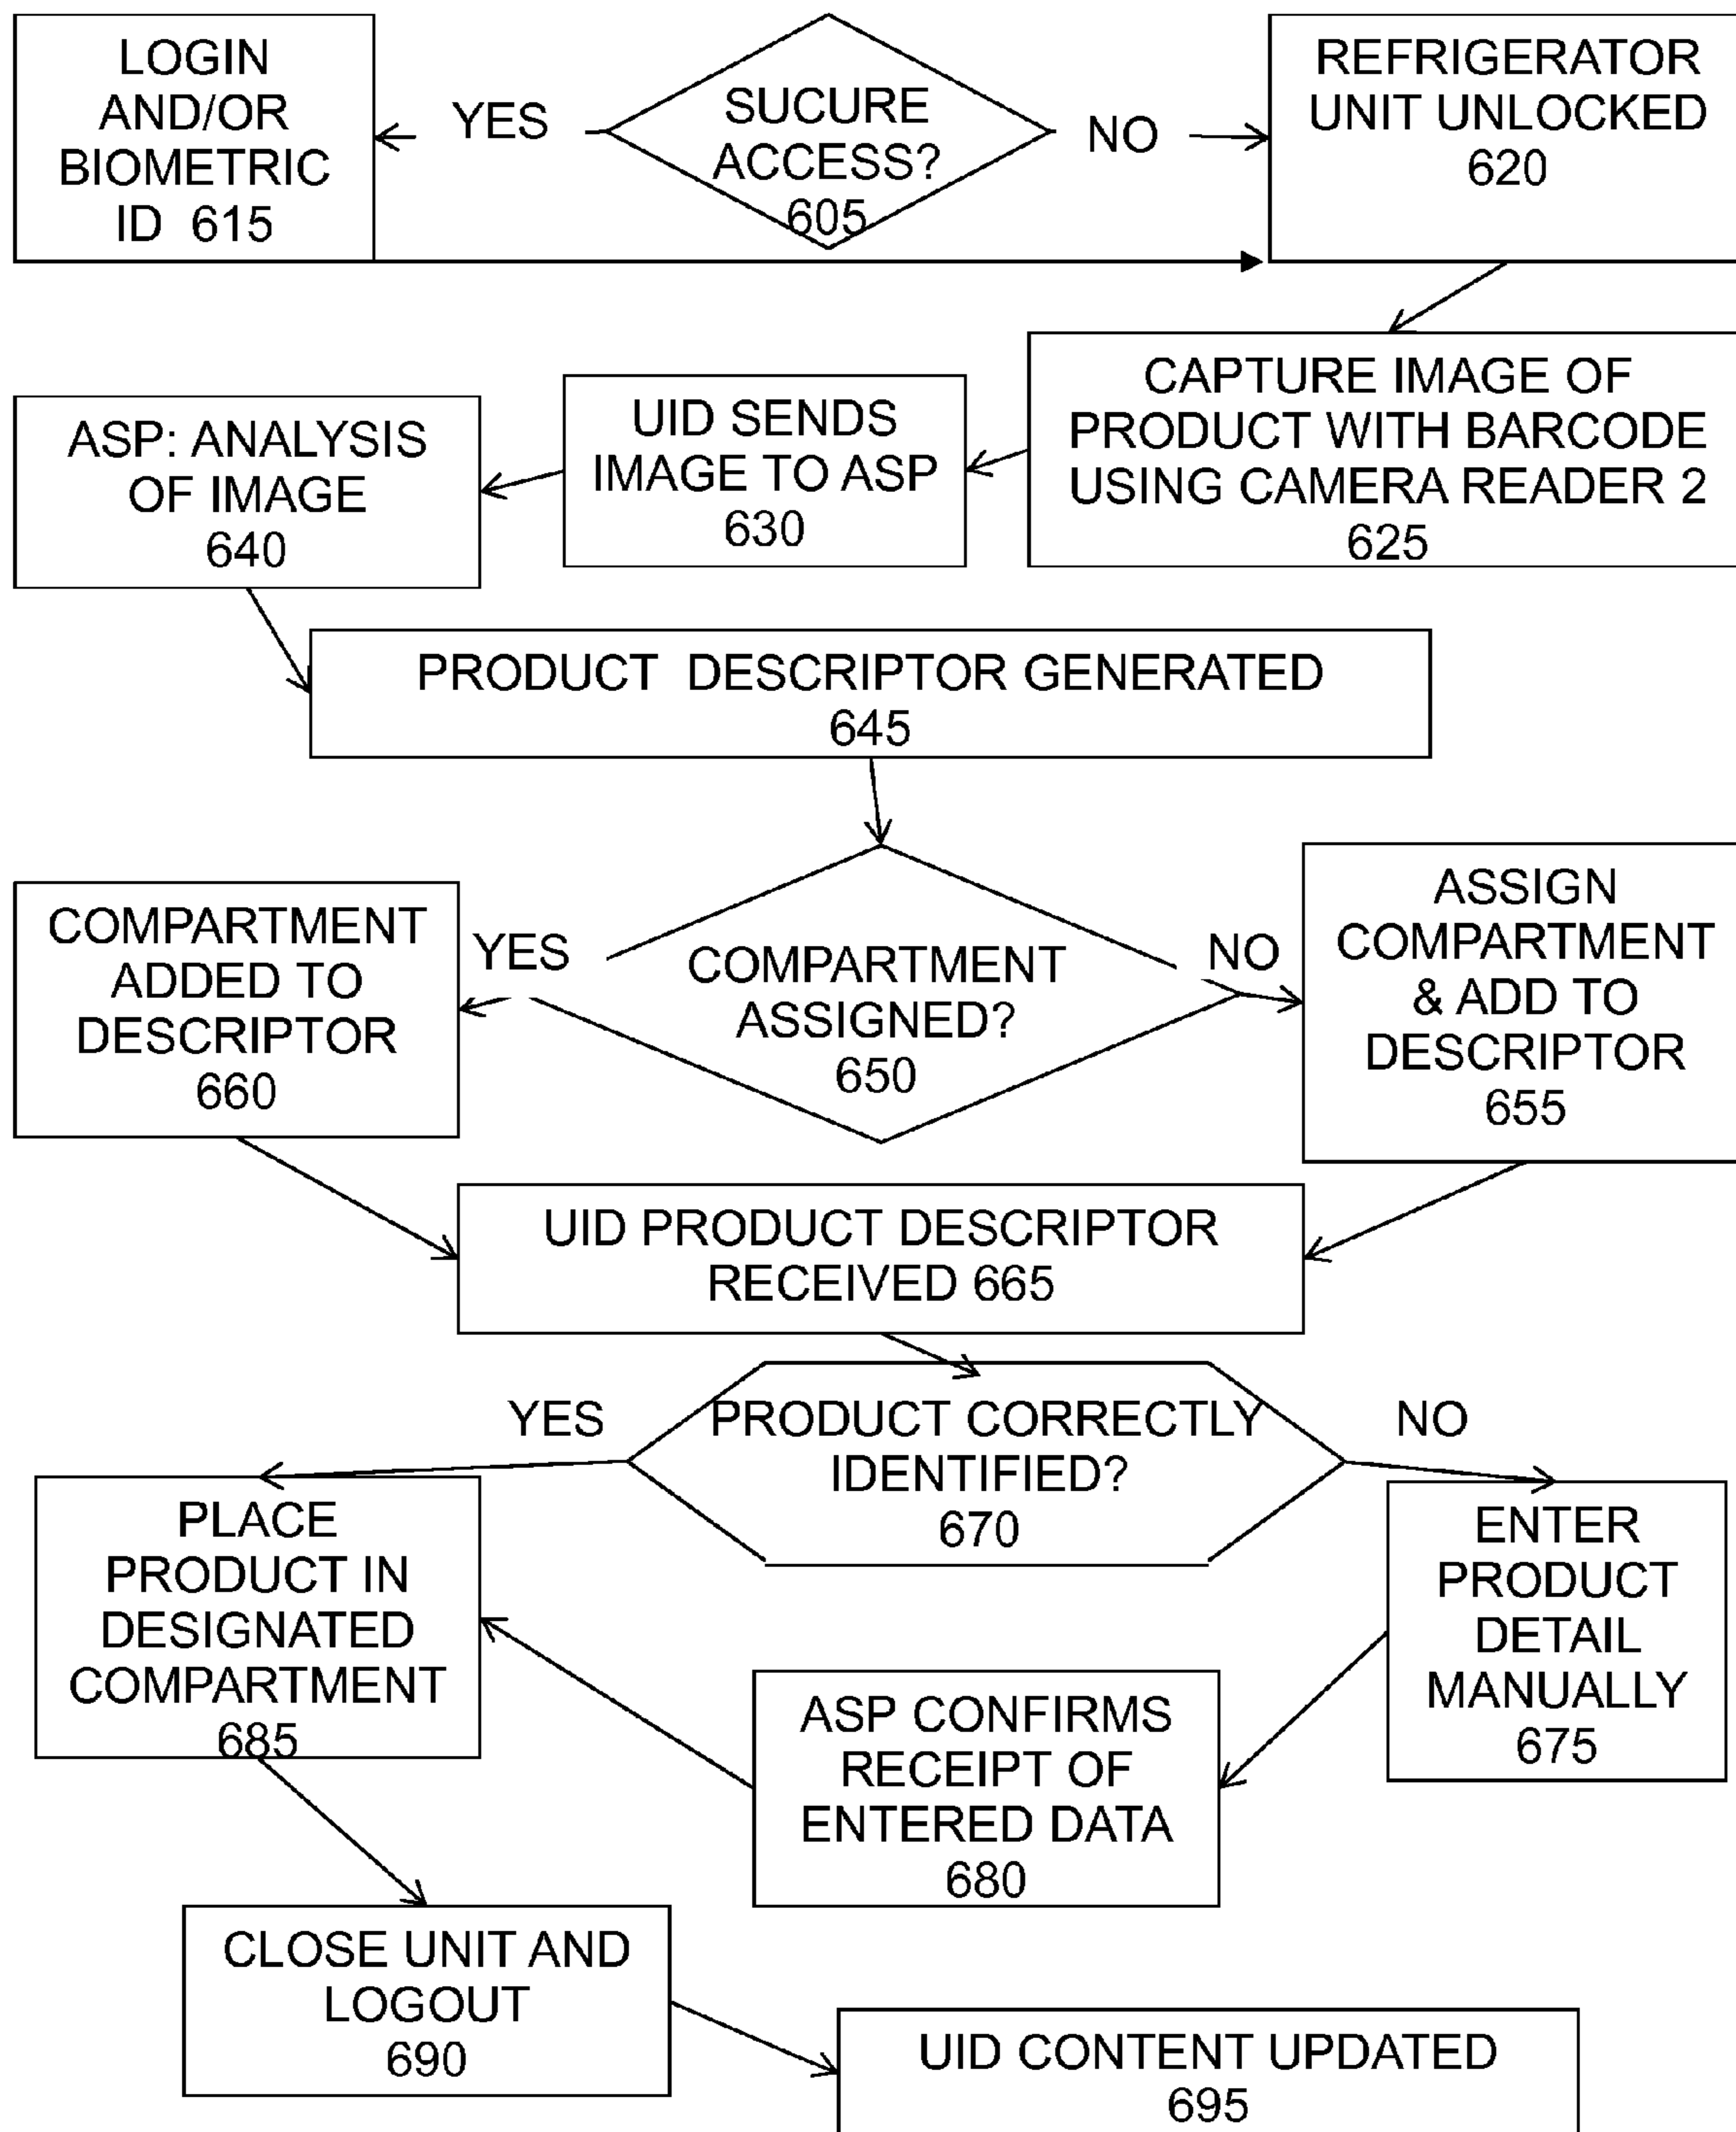 LOGIN
AND/OR
BIOMETRIC
ID 615
YES
SUCURE
ACCESS?
605
NO
REFRIGERATOR
UNIT UNLOCKED
620
CAPTURE IMAGE OF
PRODUCT WITH BARCODE
USING CAMERA READER 2
625
UID SENDS
IMAGE TO ASP
630
ASP: ANALYSIS
OF IMAGE
640
PRODUCT DESCRIPTOR GENERATED
645
COMPARTMENT
ADDED TO
DESCRIPTOR
660
YES
COMPARTMENT
ASSIGNED?
650
NO
ASSIGN
COMPARTMENT
& ADD TO
DESCRIPTOR
655
UID PRODUCT DESCRIPTOR
RECEIVED 665
YES
PRODUCT CORRECTLY
IDENTIFIED?
670
NO
PLACE
PRODUCT IN
DESIGNATED
COMPARTMENT
685
ENTER
PRODUCT
DETAIL
MANUALLY
675
ASP CONFIRMS
RECEIPT OF
ENTERED DATA
680
CLOSE UNIT AND
LOGOUT
690
UID CONTENT UPDATED
695